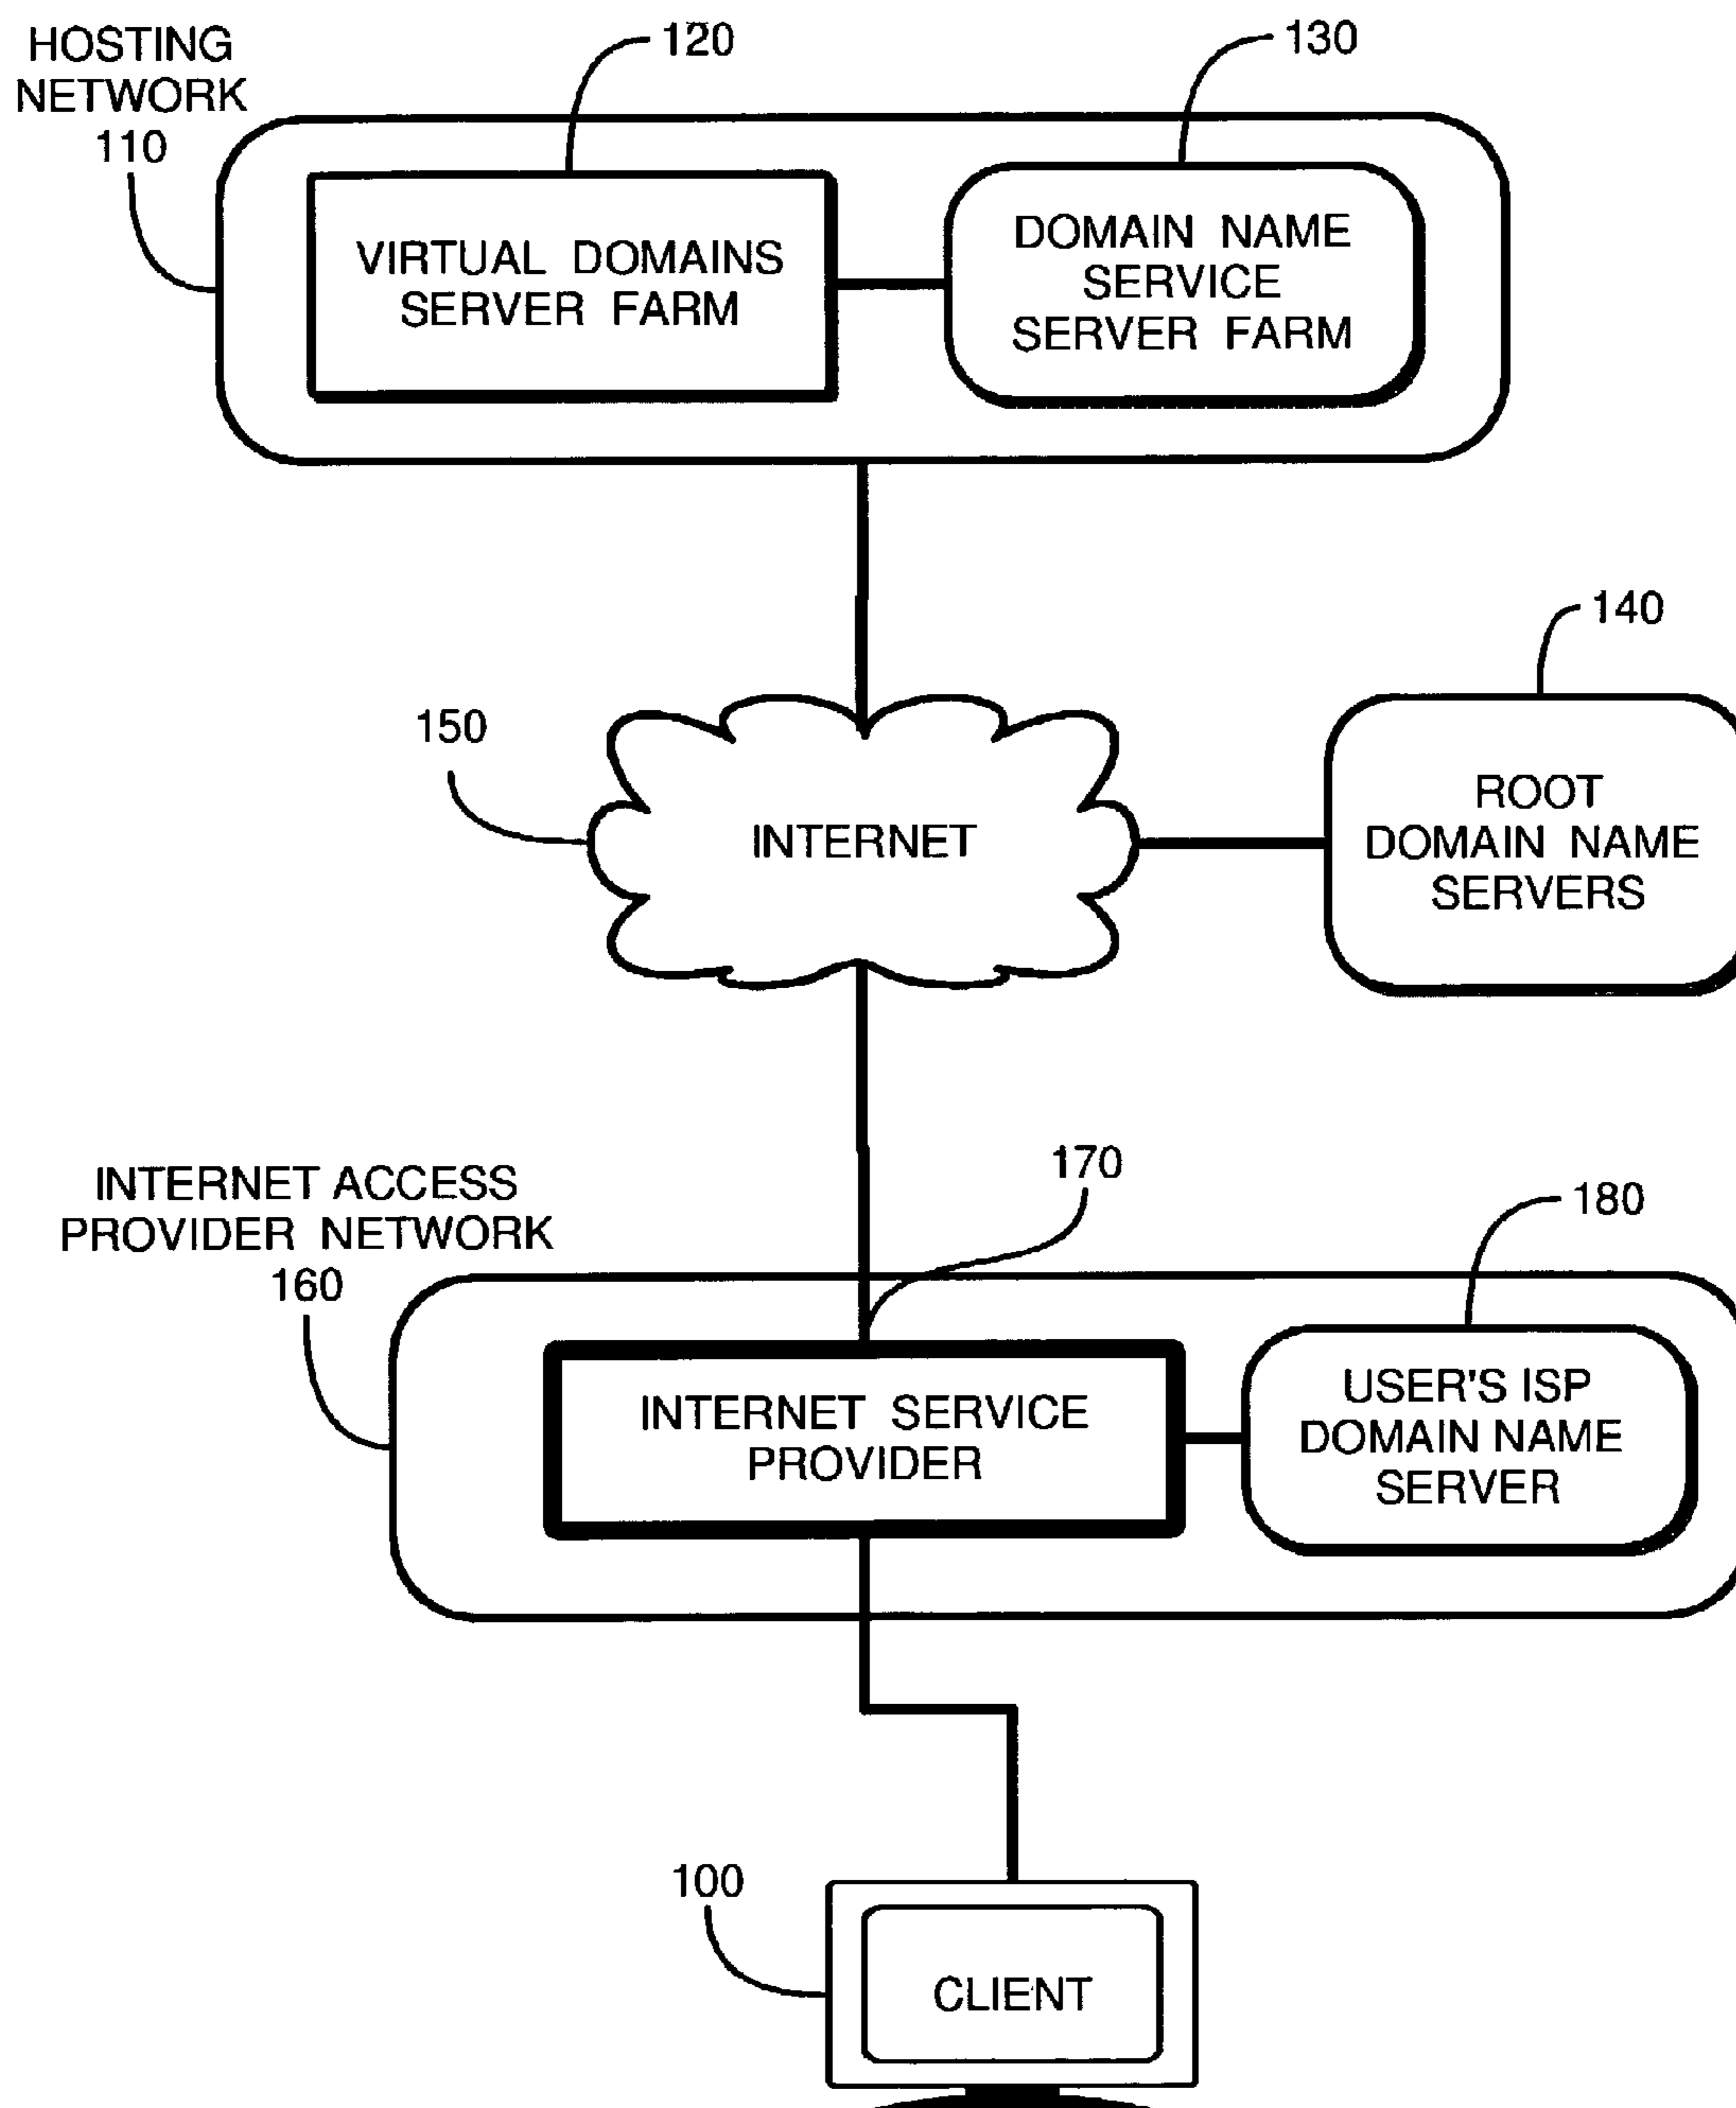 HOSTING
NETWORK
110
120
130
VIRTUAL DOMAINS
SERVER FARM
DOMAIN NAME
SERVICE
SERVER FARM
140
150
INTERNET
ROOT
DOMAIN NAME
SERVERS
INTERNET ACCESS
PROVIDER NETWORK
160
170
180
INTERNET SERVICE
PROVIDER
USER'S ISP
DOMAIN NAME
SERVER
100
CLIENT